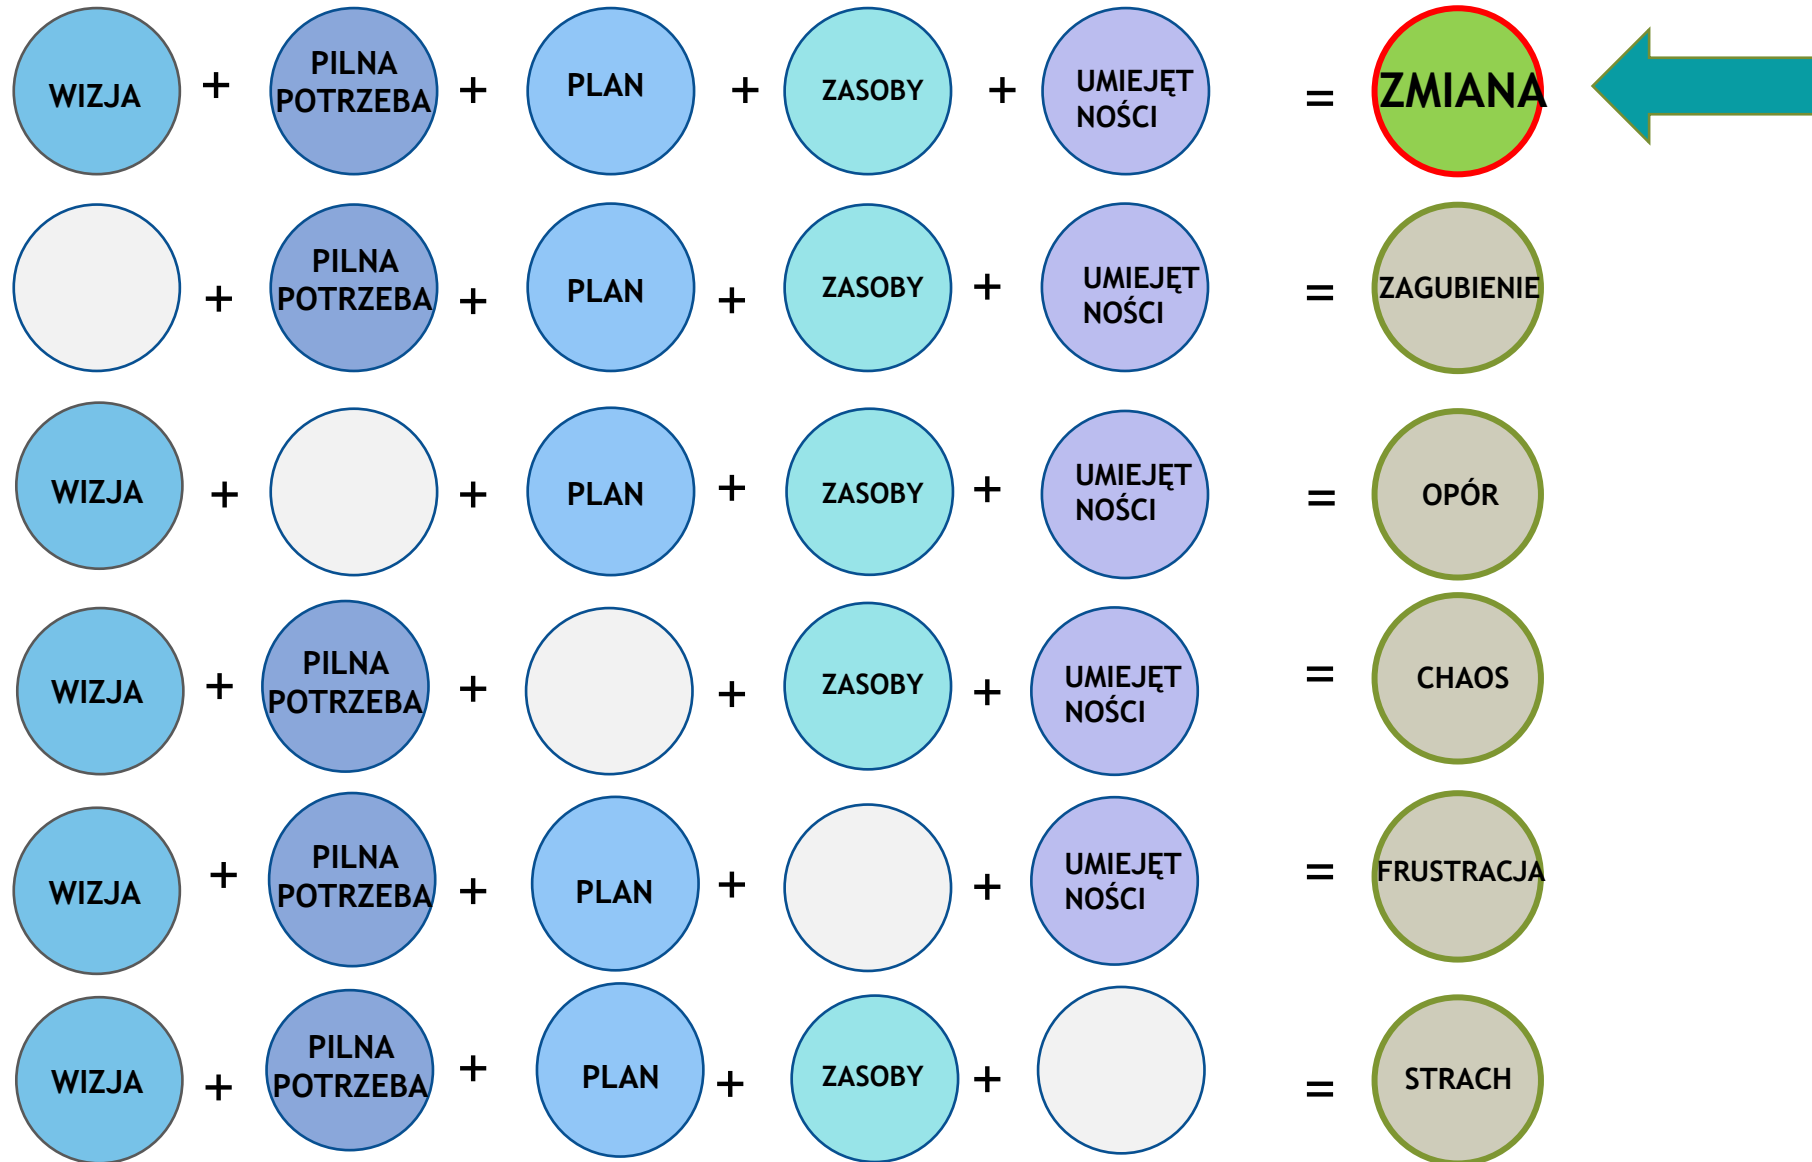 WIZJA + PILNA POTRZEBA + PLAN + ZASOBY + UMIEJĘT NOŚCI = ZMIANA
+ PILNA POTRZEBA + PLAN + ZASOBY + UMIEJĘT NOŚCI = ZAGUBIENIE
WIZJA + + PLAN + ZASOBY + UMIEJĘT NOŚCI = OPÓR
WIZJA + PILNA POTRZEBA + + ZASOBY + UMIEJĘT NOŚCI = CHAOS
WIZJA + PILNA POTRZEBA + PLAN + + UMIEJĘT NOŚCI = FRUSTRACJA
WIZJA + PILNA POTRZEBA + PLAN + ZASOBY + = STRACH